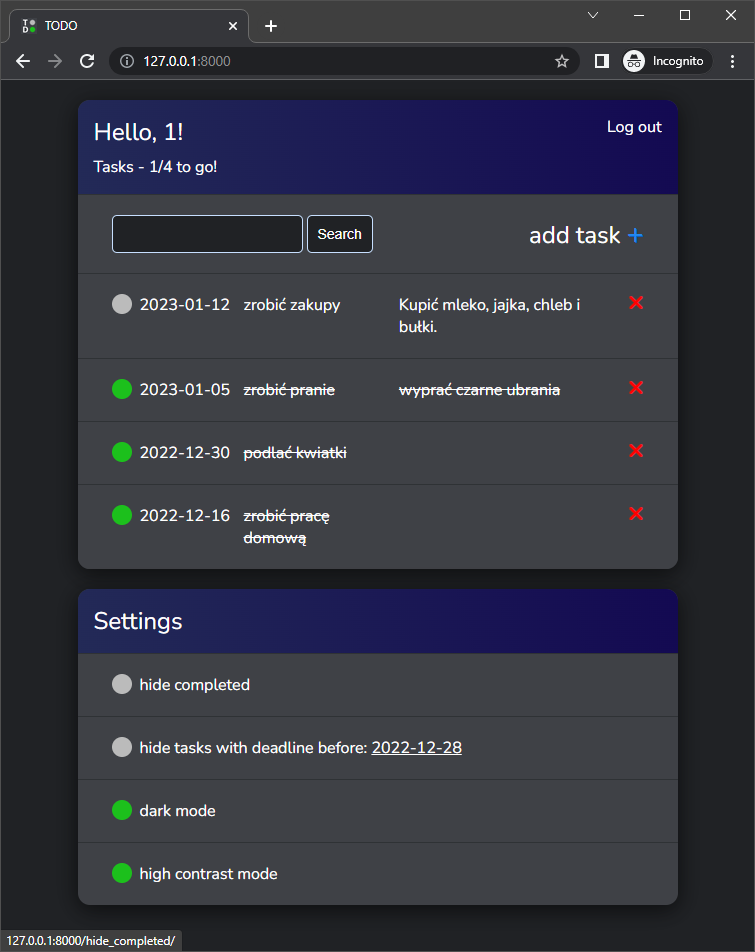 TODO
127.0.0.1:8000
Incognito
Hello, 1!
Log out
Tasks - 1/4 to go!
Search
add task +
2023-01-12 zrobić zakupy Kupić mleko, jajka, chleb i
bułki.
2023-01-05 zrobić pranie wyprać czarne ubrania
2022-12-30 podlać kwiatki
2022-12-16 zrobić pracę
domową
Settings
hide completed
hide tasks with deadline before: 2022-12-28
dark mode
high contrast mode
127.0.0.1:8000/hide_completed/